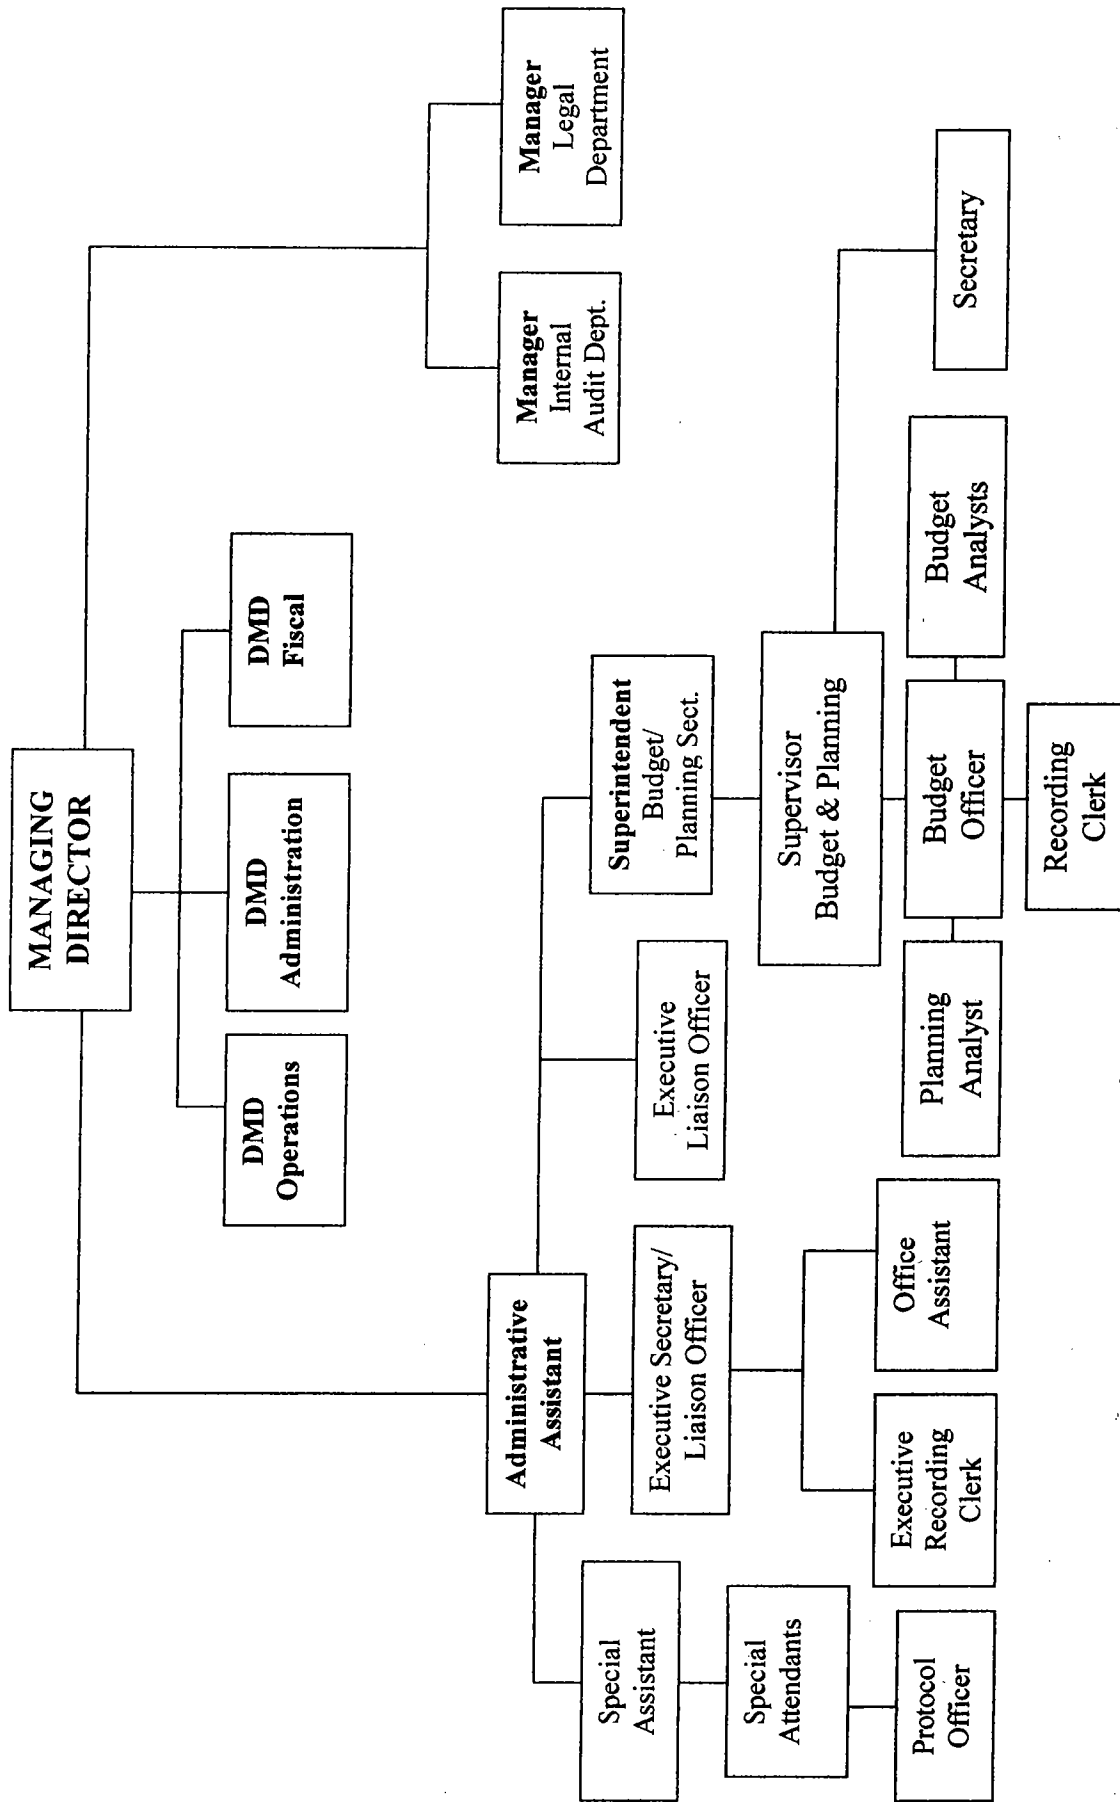 MANAGING
DIRECTOR
DMD
Operations
DMD
Administration
DMD
Fiscal
Manager
Internal
Audit Dept.
Manager
Legal
Department
Administrative
Assistant
Special
Assistant
Executive Secretary/
Liaison Officer
Executive
Liaison Officer
Superintendent
Budget/
Planning Sect.
Special
Attendants
Supervisor
Budget & Planning
Protocol
Officer
Executive
Recording
Clerk
Office
Assistant
Planning
Analyst
Budget
Officer
Budget
Analysts
Secretary
Recording
Clerk